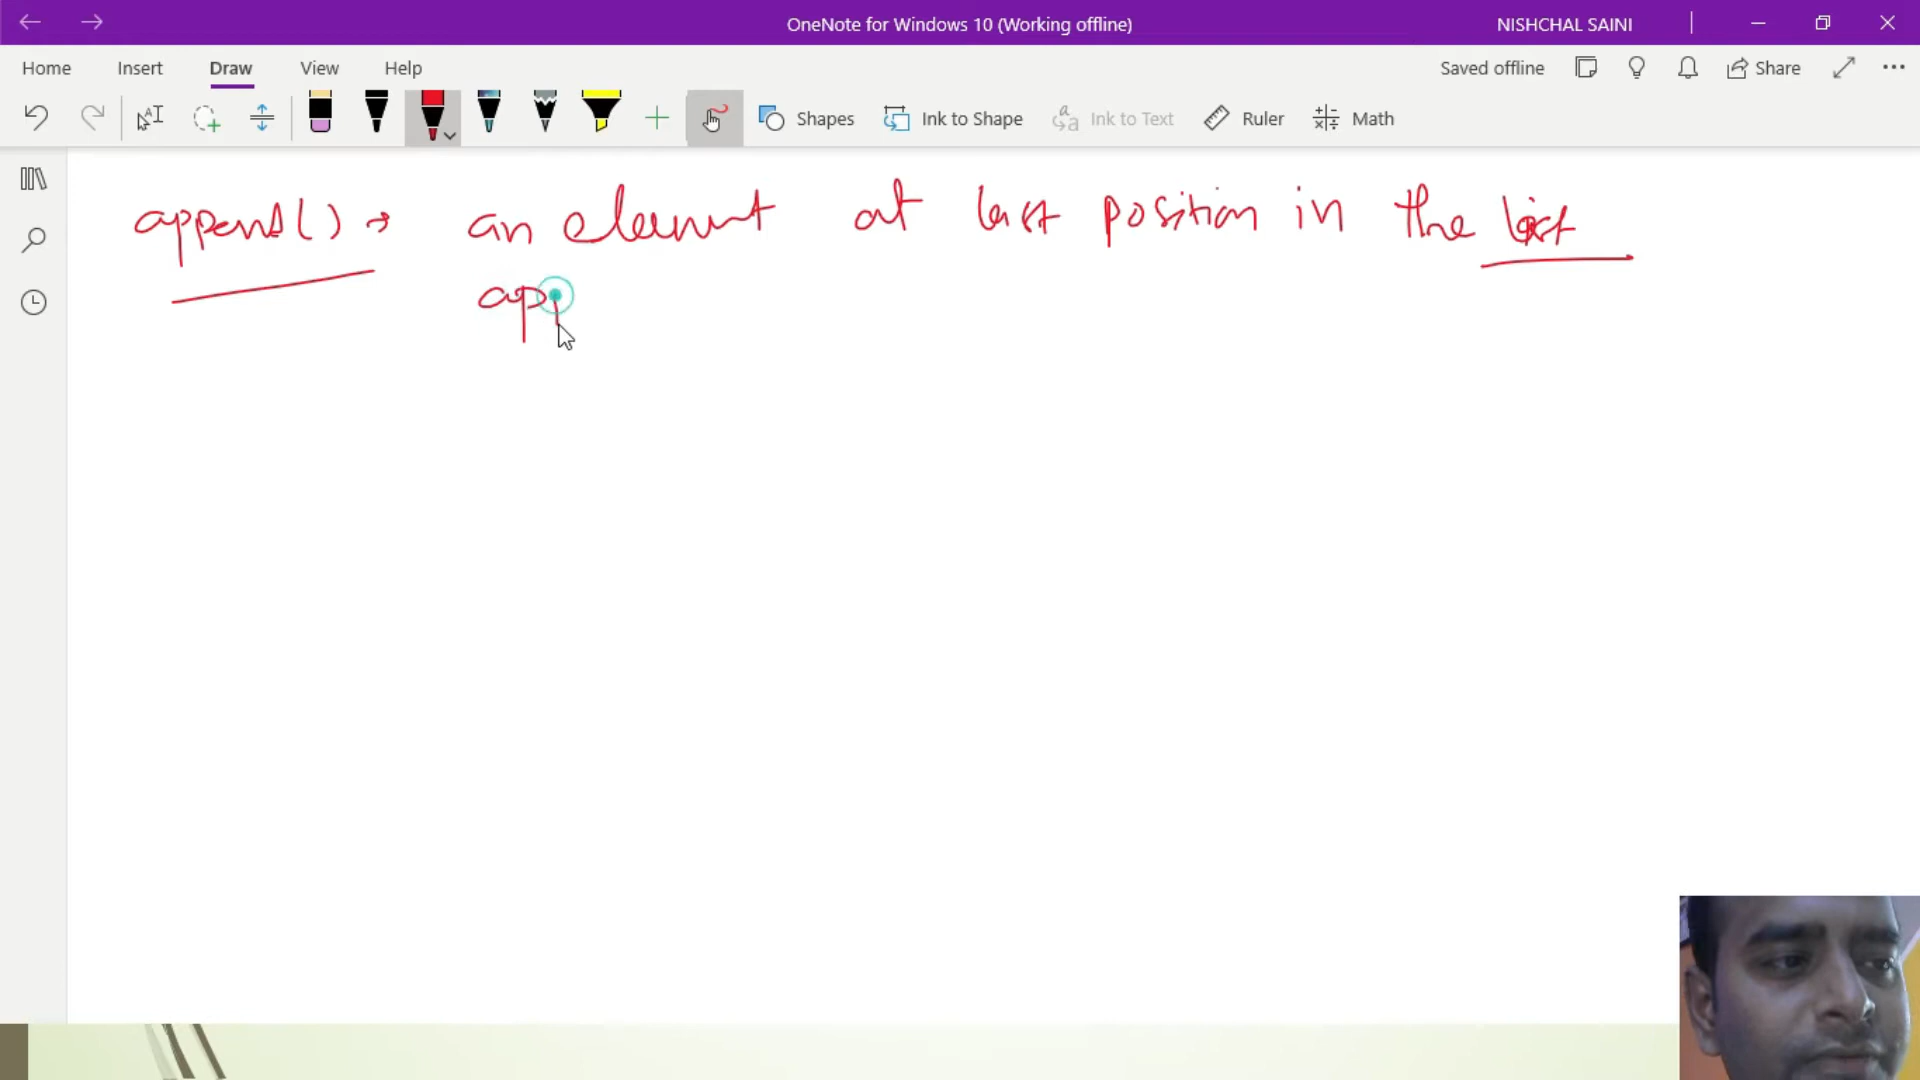 OneNote for Windows 10 (Working offline) NISHCHAL SAINI
Home Insert Draw View Help Saved offline Share
Shapes Ink to Shape Ink to Text Ruler Math
append() → an element at last position in the list
app